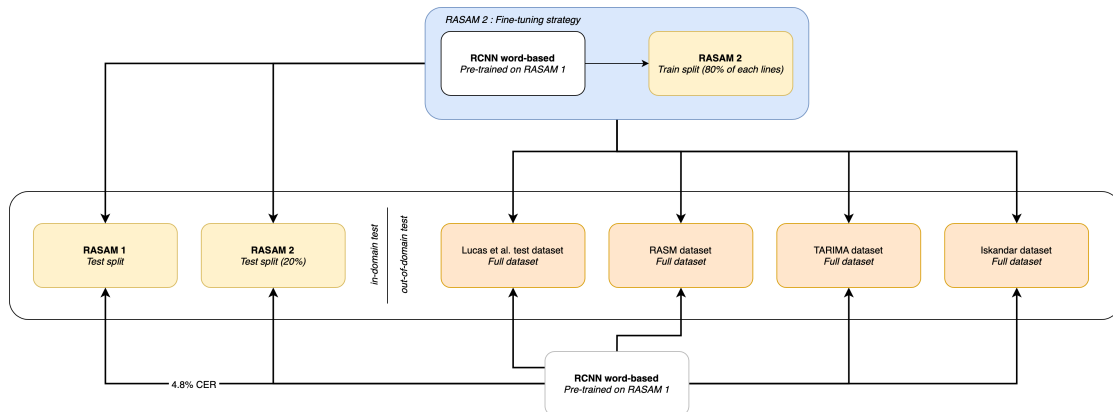 RASAM 2 : Fine-tuning strategy
RCNN word-based
Pre-trained on RASAM 1
RASAM 2
Train split (80% of each lines)
RASAM 1
Test split
RASAM 2
Test split (20%)
in-domain test
out-of-domain test
Lucas et al. test dataset
Full dataset
RASM dataset
Full dataset
TARIMA dataset
Full dataset
Iskandar dataset
Full dataset
4.8% CER
RCNN word-based
Pre-trained on RASAM 1